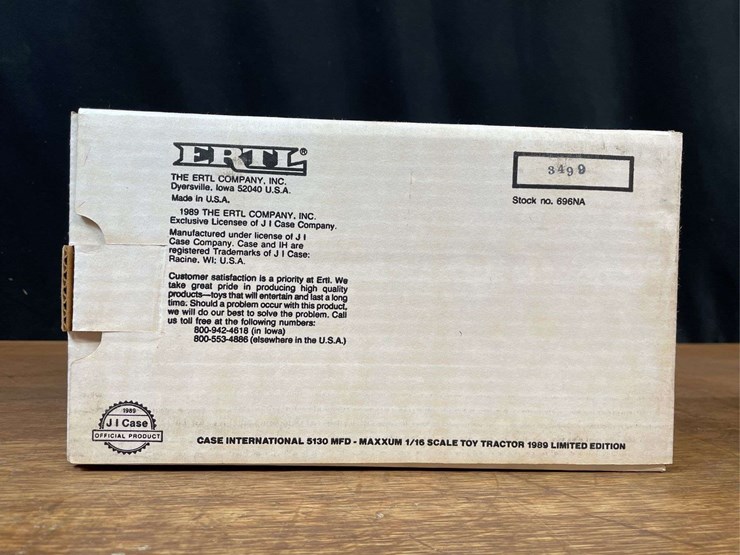 ERTL®
THE ERTL COMPANY, INC.
Dyersville, Iowa 52040 U.S.A.
Made in U.S.A.
1989 THE ERTL COMPANY, INC.
Exclusive Licensee of J I Case Company.
Manufactured under license of J I
Case Company. Case and IH are
registered Trademarks of J I Case;
Racine, WI; U.S.A.
Customer satisfaction is a priority at Ertl. We
take great pride in producing high quality
products—toys that will entertain and last a long
time. Should a problem occur with this product,
we will do our best to solve the problem. Call
us toll free at the following numbers:
800-942-4618 (in Iowa)
800-553-4886 (elsewhere in the U.S.A.)
8499
Stock no. 696NA
1989
J I Case
OFFICIAL PRODUCT
CASE INTERNATIONAL 5130 MFD - MAXXUM 1/16 SCALE TOY TRACTOR 1989 LIMITED EDITION